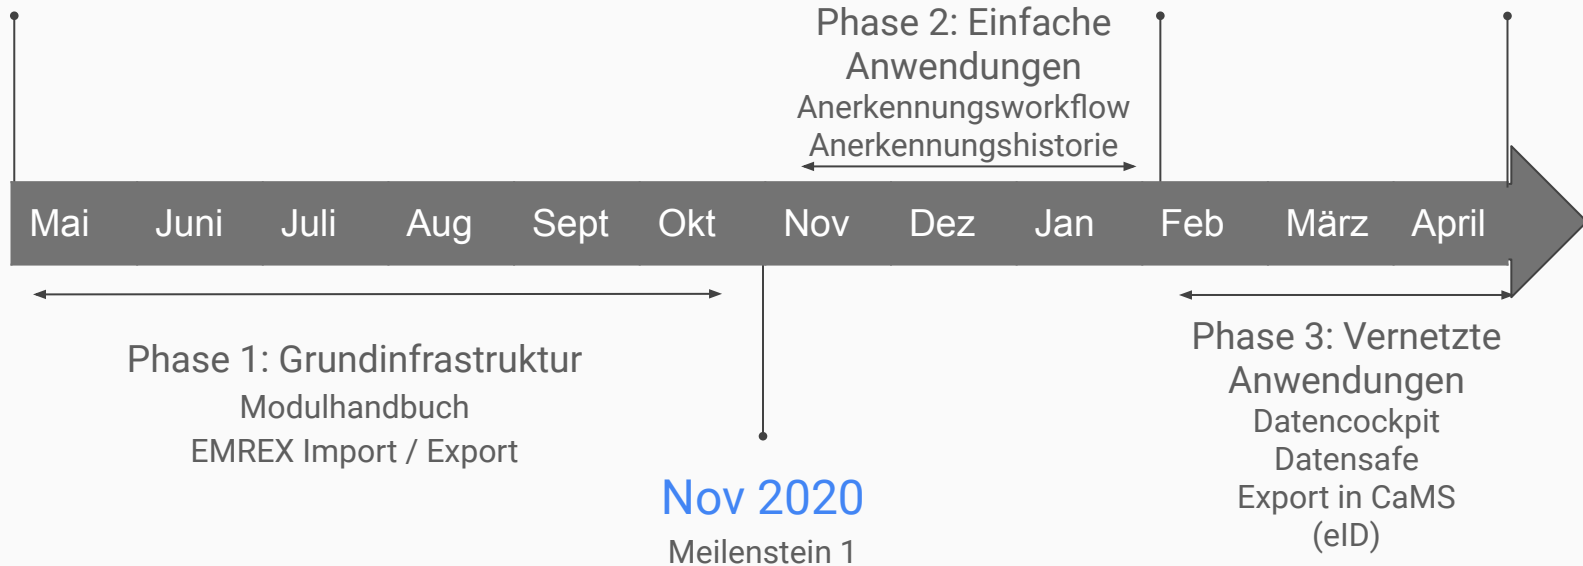 Phase 2: Einfache
Anwendungen
Anerkennungsworkflow
Anerkennungshistorie
Mai Juni Juli Aug Sept Okt Nov Dez Jan Feb März April
Phase 1: Grundinfrastruktur
Modulhandbuch
EMREX Import / Export
Nov 2020
Meilenstein 1
Phase 3: Vernetzte
Anwendungen
Datencockpit
Datensafe
Export in CaMS
(eID)